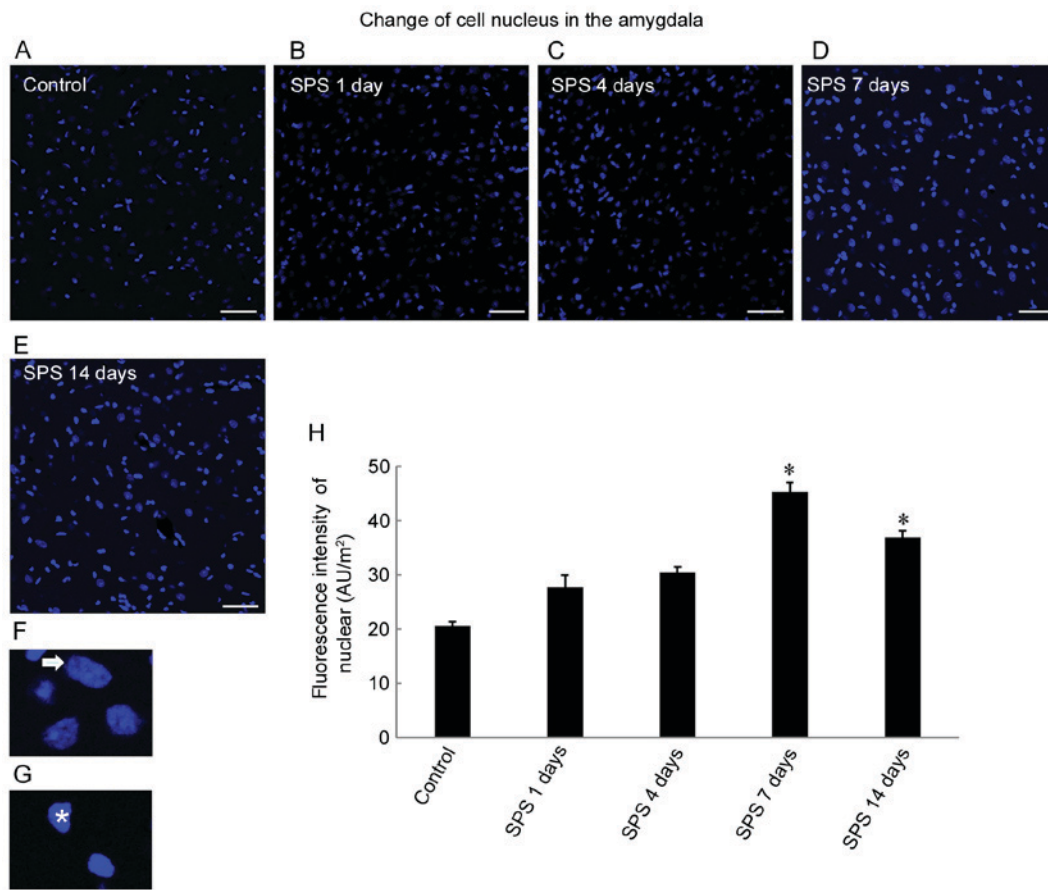 Change of cell nucleus in the amygdala
A
B
C
D
Control
SPS 1 day
SPS 4 days
SPS 7 days
E
SPS 14 days
F
G
*
H
Fluorescence intensity of
nuclear (AU/m²)
50
40
30
20
10
0
*
*
Control
SPS 1 days
SPS 4 days
SPS 7 days
SPS 14 days